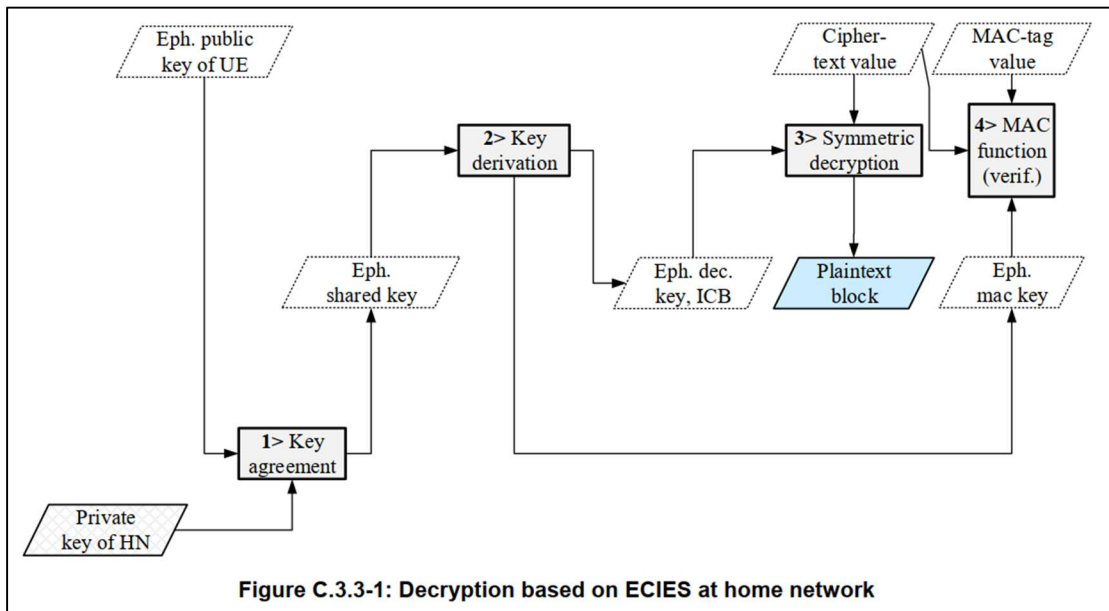 Eph. public
key of UE
Cipher-
text value
MAC-tag
value
2> Key
derivation
3> Symmetric
decryption
4> MAC
function
(verif.)
Eph.
shared key
Eph. dec.
key, ICB
Plaintext
block
Eph.
mac key
1> Key
agreement
Private
key of HN
Figure C.3.3-1: Decryption based on ECIES at home network